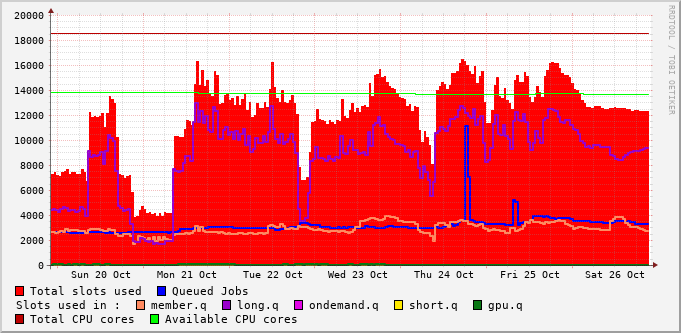 20000
18000
16000
14000
12000
10000
8000
6000
4000
2000
0
Sun 20 Oct Mon 21 Oct Tue 22 Oct Wed 23 Oct Thu 24 Oct Fri 25 Oct Sat 26 Oct
RRDTOOL / TOBI OETIKER
Total slots used Queued Jobs
Slots used in : member.q long.q ondemand.q short.q gpu.q
Total CPU cores Available CPU cores